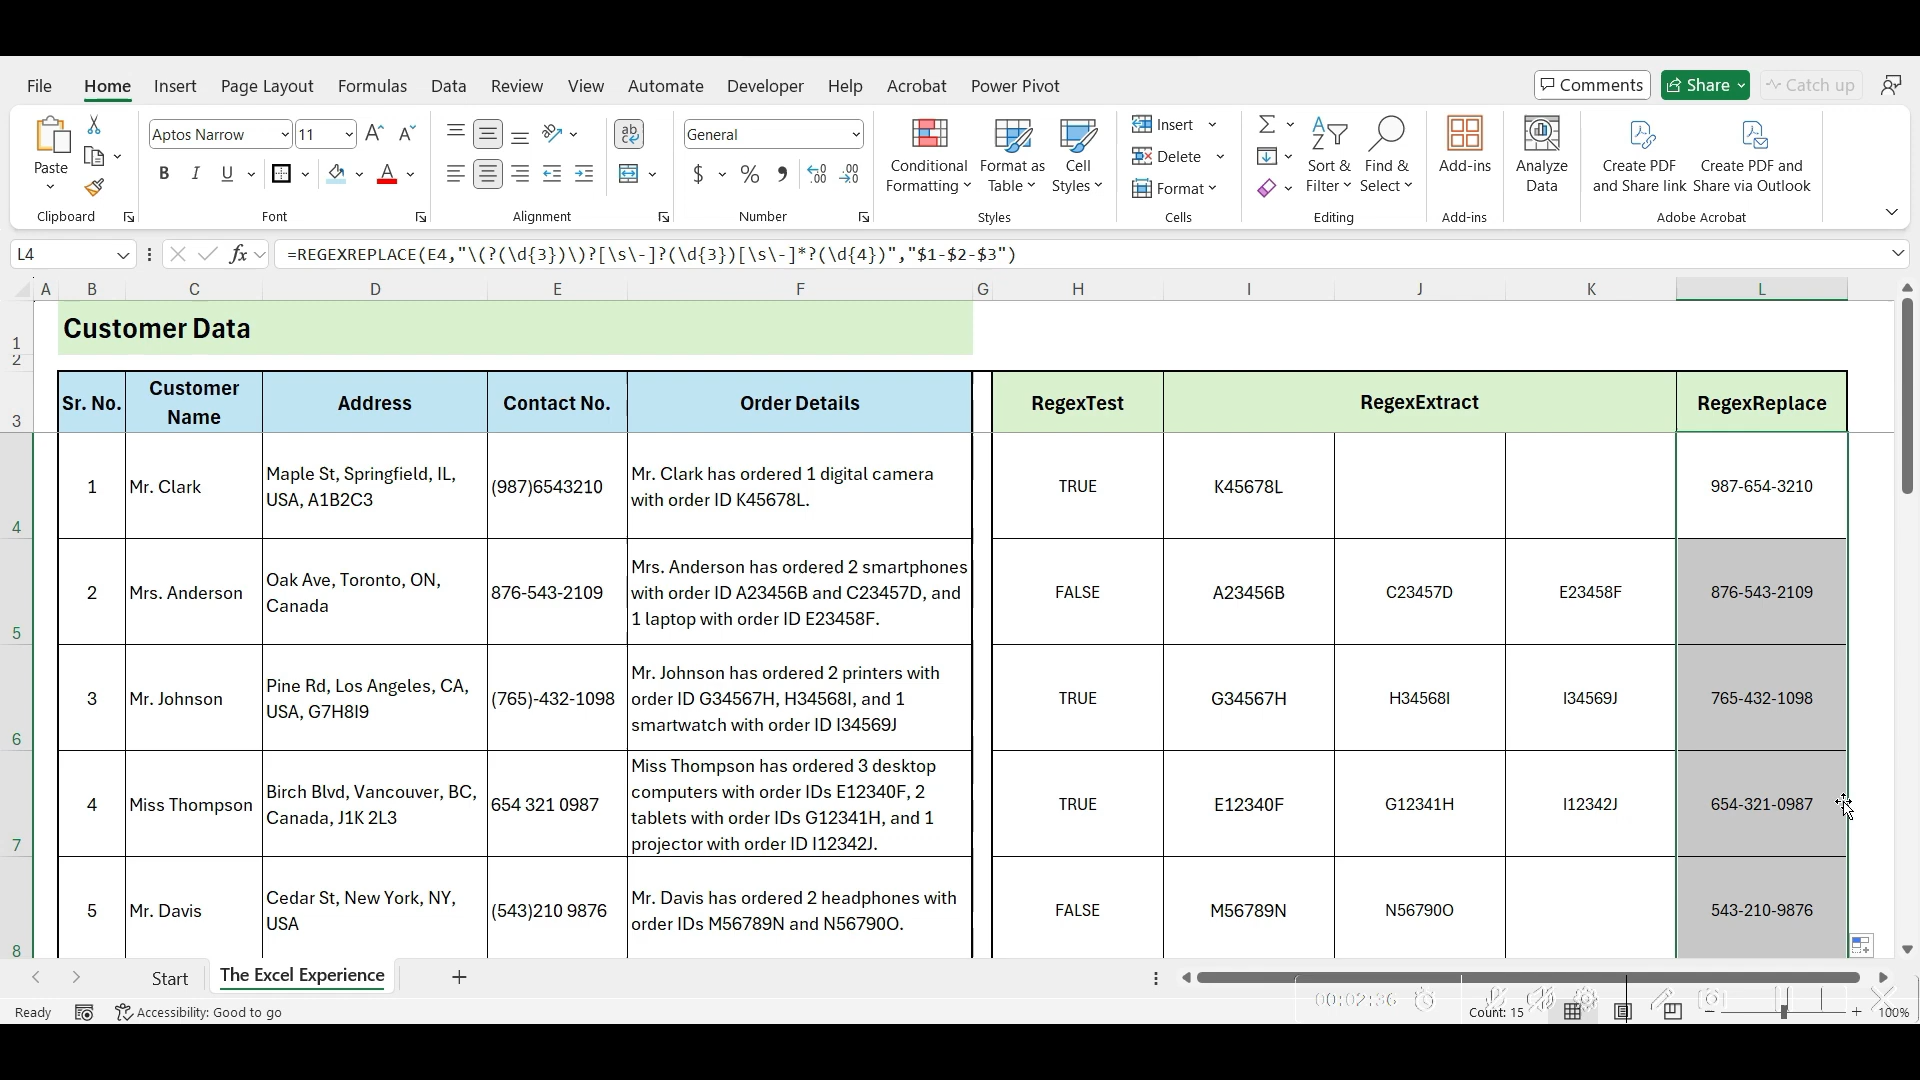 File Home Insert Page Layout Formulas Data Review View Automate Developer Help Acrobat Power Pivot Comments Share Catch up
Paste
Clipboard
Aptos Narrow 11
B I U A
Font
ab
Alignment
General
$ % .00
Number
Conditional
Formatting
Format as
Table
Cell
Styles
Styles
Insert
Delete
Format
Cells
Sort &
Filter
Find &
Select
Editing
Add-ins
Add-ins
Analyze
Data
Create PDF
and Share link
Create PDF and
Share via Outlook
Adobe Acrobat
L4 fx =REGEXREPLACE(E4,"\(?(\d{3})\)?[\s\-]?(\d{3})[\s\-]*?(\d{4})","$1-$2-$3")
A B C D E F G H I J K L
1 Customer Data
2
3 Sr. No. Customer Name Address Contact No. Order Details RegexTest RegexExtract RegexReplace
4
1
Mr. Clark
Maple St, Springfield, IL,
USA, A1B2C3
(987)6543210
Mr. Clark has ordered 1 digital camera
with order ID K45678L.
TRUE K45678L 987-654-3210
5
2
Mrs. Anderson
Oak Ave, Toronto, ON,
Canada
876-543-2109
Mrs. Anderson has ordered 2 smartphones
with order ID A23456B and C23457D, and
1 laptop with order ID E23458F.
FALSE A23456B C23457D E23458F 876-543-2109
6
3
Mr. Johnson
Pine Rd, Los Angeles, CA,
USA, G7H8I9
(765)-432-1098
Mr. Johnson has ordered 2 printers with
order ID G34567H, H34568I, and 1
smartwatch with order ID I34569J
TRUE G34567H H34568I I34569J 765-432-1098
7
4
Miss Thompson
Birch Blvd, Vancouver, BC,
Canada, J1K 2L3
654 321 0987
Miss Thompson has ordered 3 desktop
computers with order IDs E12340F, 2
tablets with order IDs G12341H, and 1
projector with order ID I12342J.
TRUE E12340F G12341H I12342J 654-321-0987
8
5
Mr. Davis
Cedar St, New York, NY,
USA
(543)210 9876
Mr. Davis has ordered 2 headphones with
order IDs M56789N and N56790O.
FALSE M56789N N56790O 543-210-9876
Start The Excel Experience
00:02:36
Ready Accessibility: Good to go Count: 15 100%